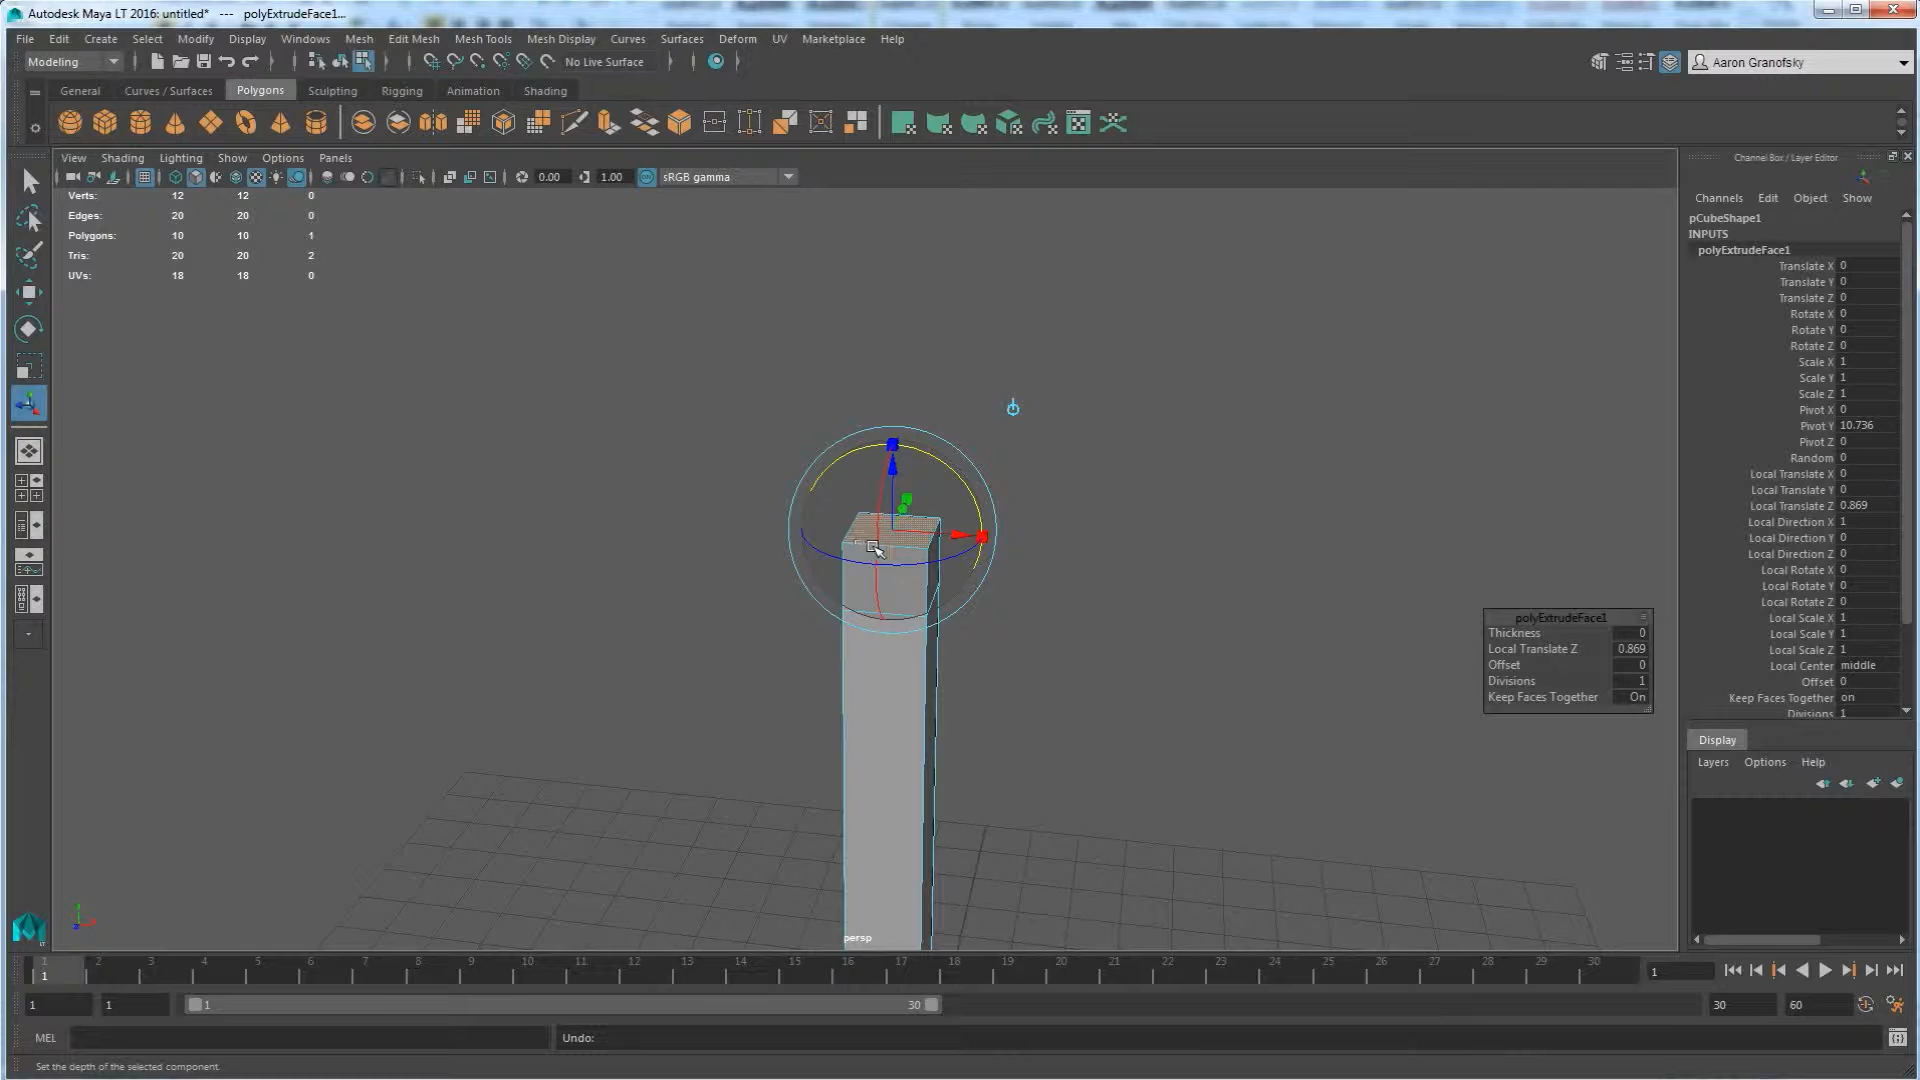 Autodesk Maya LT 2016: untitled* --- polyExtrudeFace1...
File Edit Create Select Modify Display Windows Mesh Edit Mesh Mesh Tools Mesh Display Curves Surfaces Deform UV Marketplace Help
Modeling No Live Surface Aaron Granofsky
General Curves / Surfaces Polygons Sculpting Rigging Animation Shading
View Shading Lighting Show Options Panels
0.00 1.00 ON sRGB gamma
Verts: 12 12 0
Edges: 20 20 0
Polygons: 10 10 1
Tris: 20 20 2
UVs: 18 18 0
persp
polyExtrudeFace1
Thickness 0
Local Translate Z 0.869
Offset 0
Divisions 1
Keep Faces Together On
Channel Box / Layer Editor
Channels Edit Object Show
pCubeShape1
INPUTS
polyExtrudeFace1
Translate X 0
Translate Y 0
Translate Z 0
Rotate X 0
Rotate Y 0
Rotate Z 0
Scale X 1
Scale Y 1
Scale Z 1
Pivot X 0
Pivot Y 10.736
Pivot Z 0
Random 0
Local Translate X 0
Local Translate Y 0
Local Translate Z 0.869
Local Direction X 1
Local Direction Y 0
Local Direction Z 0
Local Rotate X 0
Local Rotate Y 0
Local Rotate Z 0
Local Scale X 1
Local Scale Y 1
Local Scale Z 1
Local Center middle
Offset 0
Keep Faces Together on
Divisions 1
Display
Layers Options Help
LT
1 2 3 4 5 6 7 8 9 10 11 12 13 14 15 16 17 18 19 20 21 22 23 24 25 26 27 28 29 30
1 1
1 1 1 30 30 60
MEL Undo:
Set the depth of the selected component.